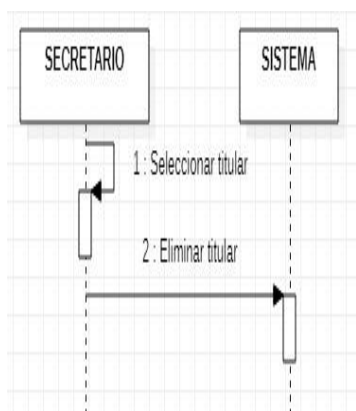 SECRETARIO
SISTEMA
1 : Seleccionar titular
2 : Eliminar titular